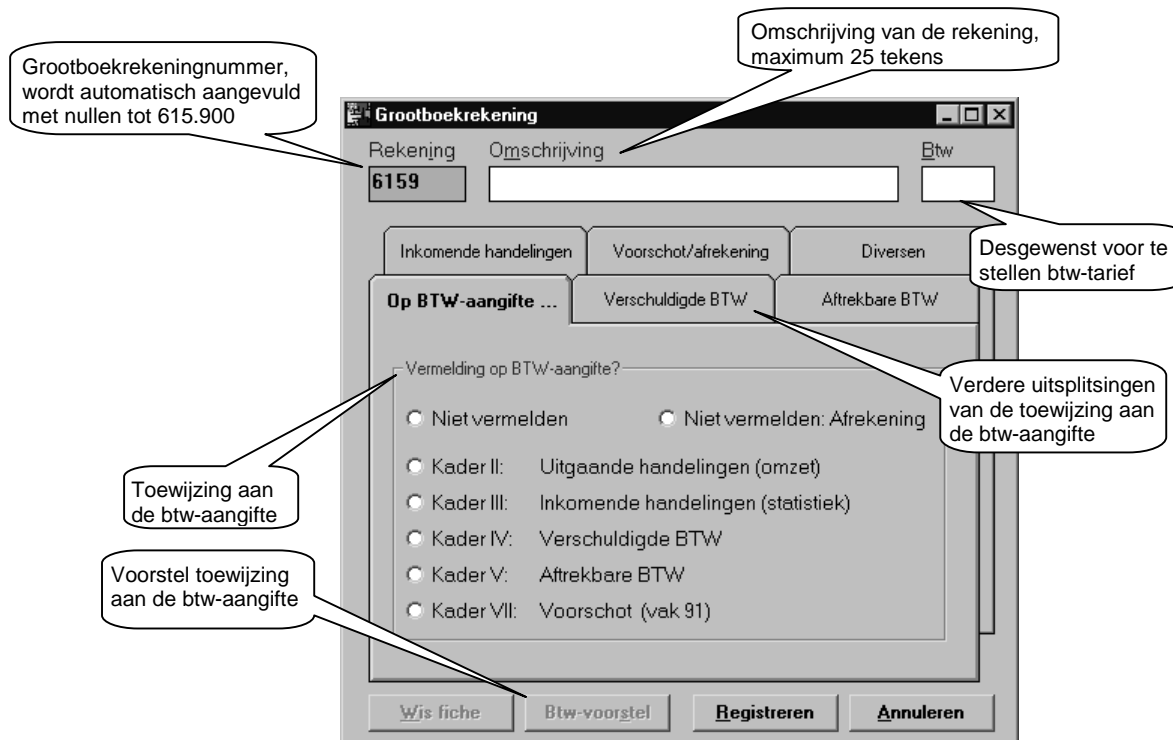 Omschrijving van de rekening,
maximum 25 tekens
Grootboekrekeningnummer,
wordt automatisch aangevuld
met nullen tot 615.900
Grootboekrekening
Rekening Omschrijving Btw
6159
Desgewenst voor te
stellen btw-tarief
Inkomende handelingen Voorschot/afrekening Diversen
Op BTW-aangifte ... Verschuldigde BTW Aftrekbare BTW
Verdere uitsplitsingen
van de toewijzing aan
de btw-aangifte
Vermelding op BTW-aangifte?
Niet vermelden Niet vermelden: Afrekening
Kader II: Uitgaande handelingen (omzet)
Kader III: Inkomende handelingen (statistiek)
Kader IV: Verschuldigde BTW
Kader V: Aftrekbare BTW
Kader VII: Voorschot (vak 91)
Toewijzing aan
de btw-aangifte
Voorstel toewijzing
aan de btw-aangifte
Wis fiche Btw-voorstel Registreren Annuleren